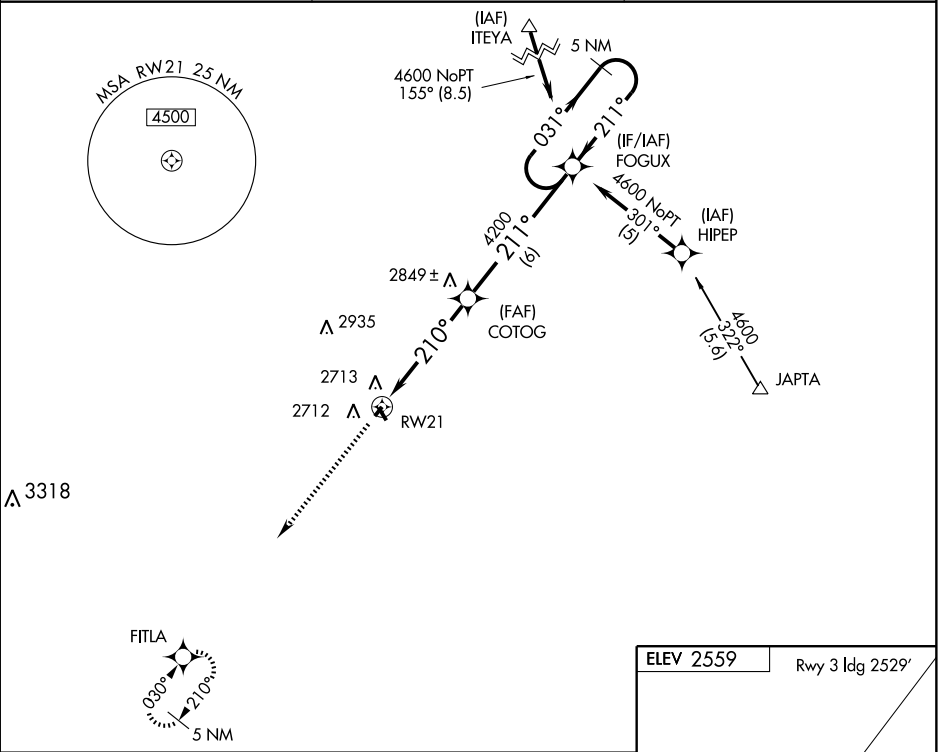 MSA RW21 25 NM
4500
(IAF)
ITEYA
5 NM
4600 NoPT
155° (8.5)
031°
211°
(IF/IAF)
FOGUX
4600 NoPT
301°
(5)
(IAF)
HIPEP
4200
211°
(6)
2849 ±
(FAF)
COTOG
4600
322°
(5.6)
JAPTA
2935
210°
2713
2712
RW21
3318
FITLA
030°
210°
5 NM
ELEV 2559
Rwy 3 ldg 2529'